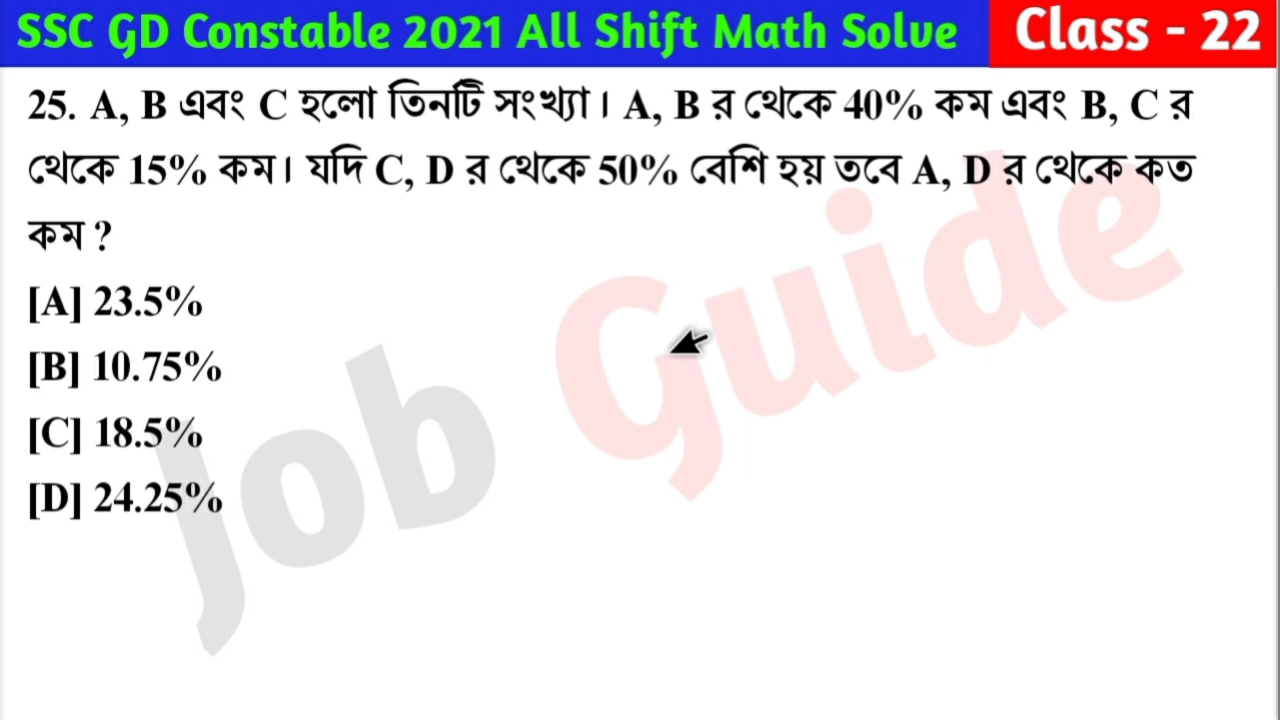 SSC GD Constable 2021 All Shift Math Solve
Class - 22
25. A, B এবং C হলো তিনটি সংখ্যা। A, B র থেকে 40% কম এবং B, C র
থেকে 15% কম। যদি C, D র থেকে 50% বেশি হয় তবে A, D র থেকে কত
কম ?
[A] 23.5%
[B] 10.75%
[C] 18.5%
[D] 24.25%
Job Guide